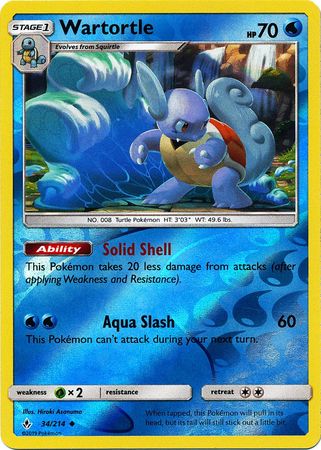 STAGE1
Wartortle
HP70
Evolves from Squirtle
NO. 008 Turtle Pokémon HT: 3'03" WT: 49.6 lbs.
Ability Solid Shell
This Pokémon takes 20 less damage from attacks (after
applying Weakness and Resistance).
Aqua Slash 60
This Pokémon can't attack during your next turn.
weakness × 2 resistance retreat
Illus. Hiroki Asanuma
34/214
©2019 Pokémon
When tapped, this Pokémon will pull in its
head, but its tail will still stick out a little bit.